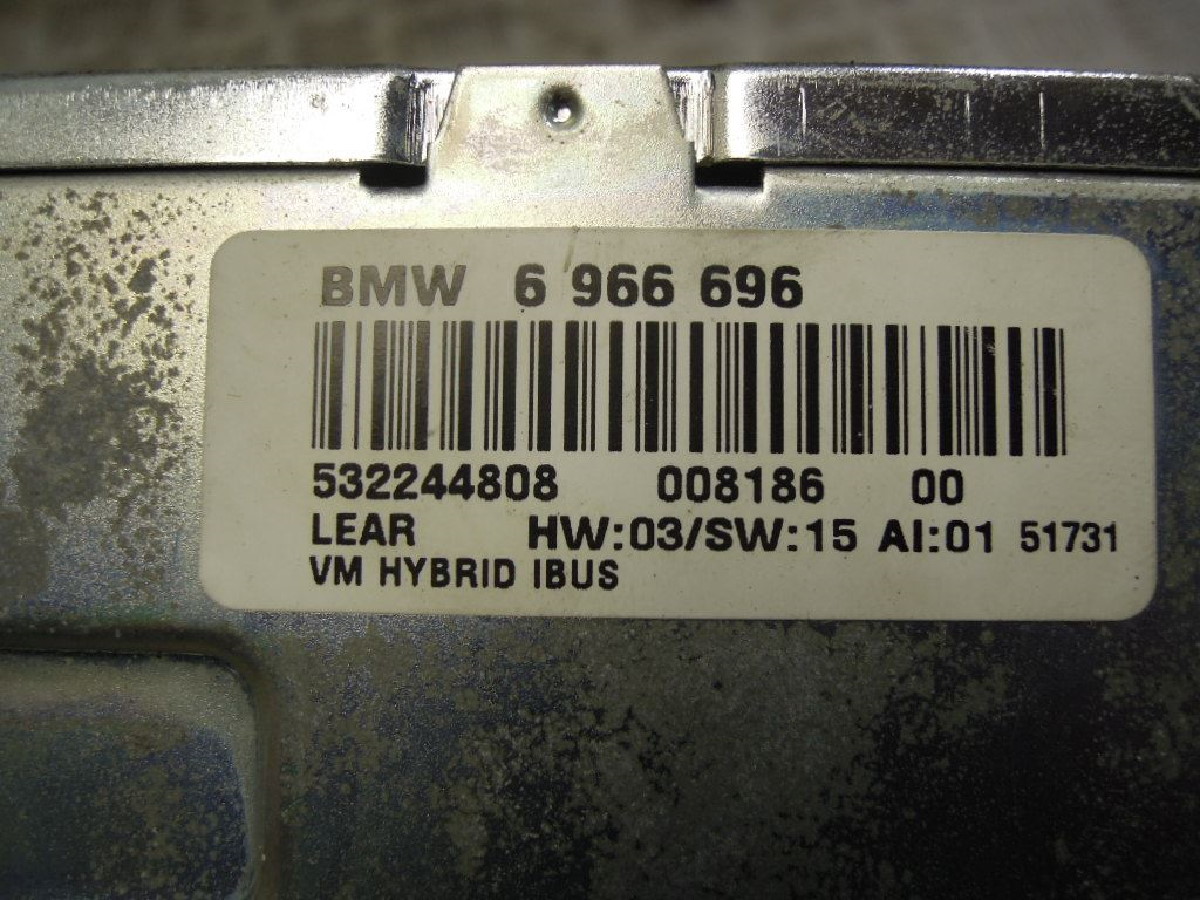 BMW 6 966 696
532244808 008186 00
LEAR HW:03/SW:15 AI:01 51731
VM HYBRID IBUS